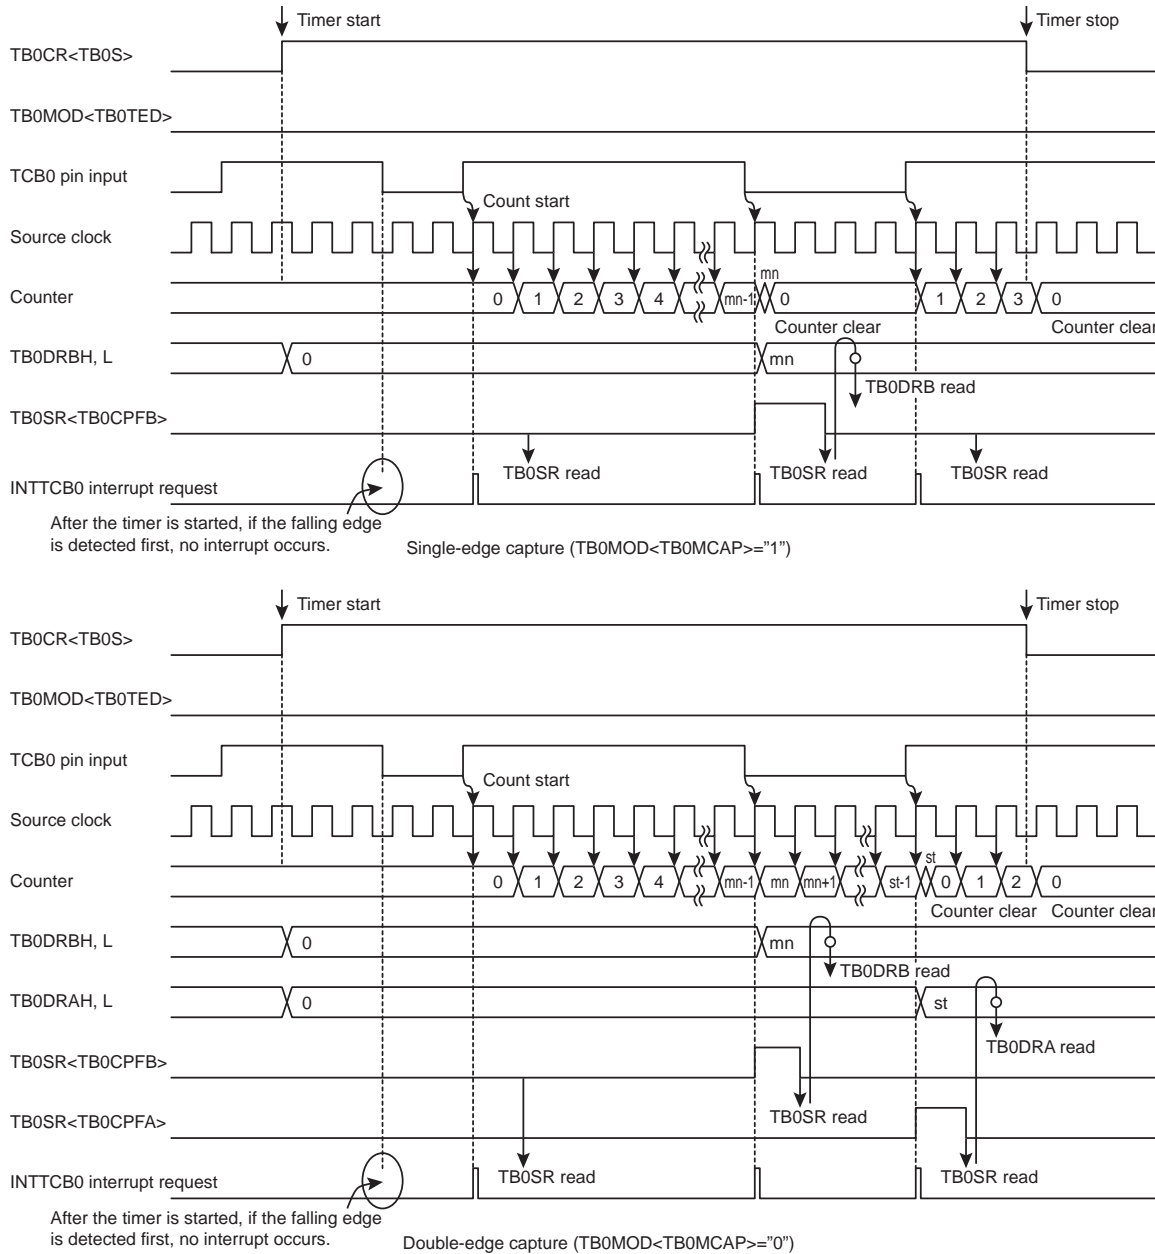 Timer start Timer stop
TB0CR<TB0S>
TB0MOD<TB0TED>
TCB0 pin input
Count start
Source clock
mn
Counter 0 1 2 3 4 mn-1 0 1 2 3 0
Counter clear Counter clear
TB0DRBH, L 0 mn
TB0DRB read
TB0SR<TB0CPFB>
TB0SR read TB0SR read TB0SR read
INTTCB0 interrupt request
After the timer is started, if the falling edge
is detected first, no interrupt occurs.
Single-edge capture (TB0MOD<TB0MCAP>=”1”)
Timer start Timer stop
TB0CR<TB0S>
TB0MOD<TB0TED>
TCB0 pin input
Count start
Source clock
st
Counter 0 1 2 3 4 mn-1 mn mn+1 st-1 0 1 2 0
Counter clear Counter clear
TB0DRBH, L 0 mn
TB0DRB read
TB0DRAH, L 0 st
TB0DRA read
TB0SR<TB0CPFB>
TB0SR read
TB0SR<TB0CPFA>
TB0SR read TB0SR read
INTTCB0 interrupt request
After the timer is started, if the falling edge
is detected first, no interrupt occurs.
Double-edge capture (TB0MOD<TB0MCAP>=”0”)